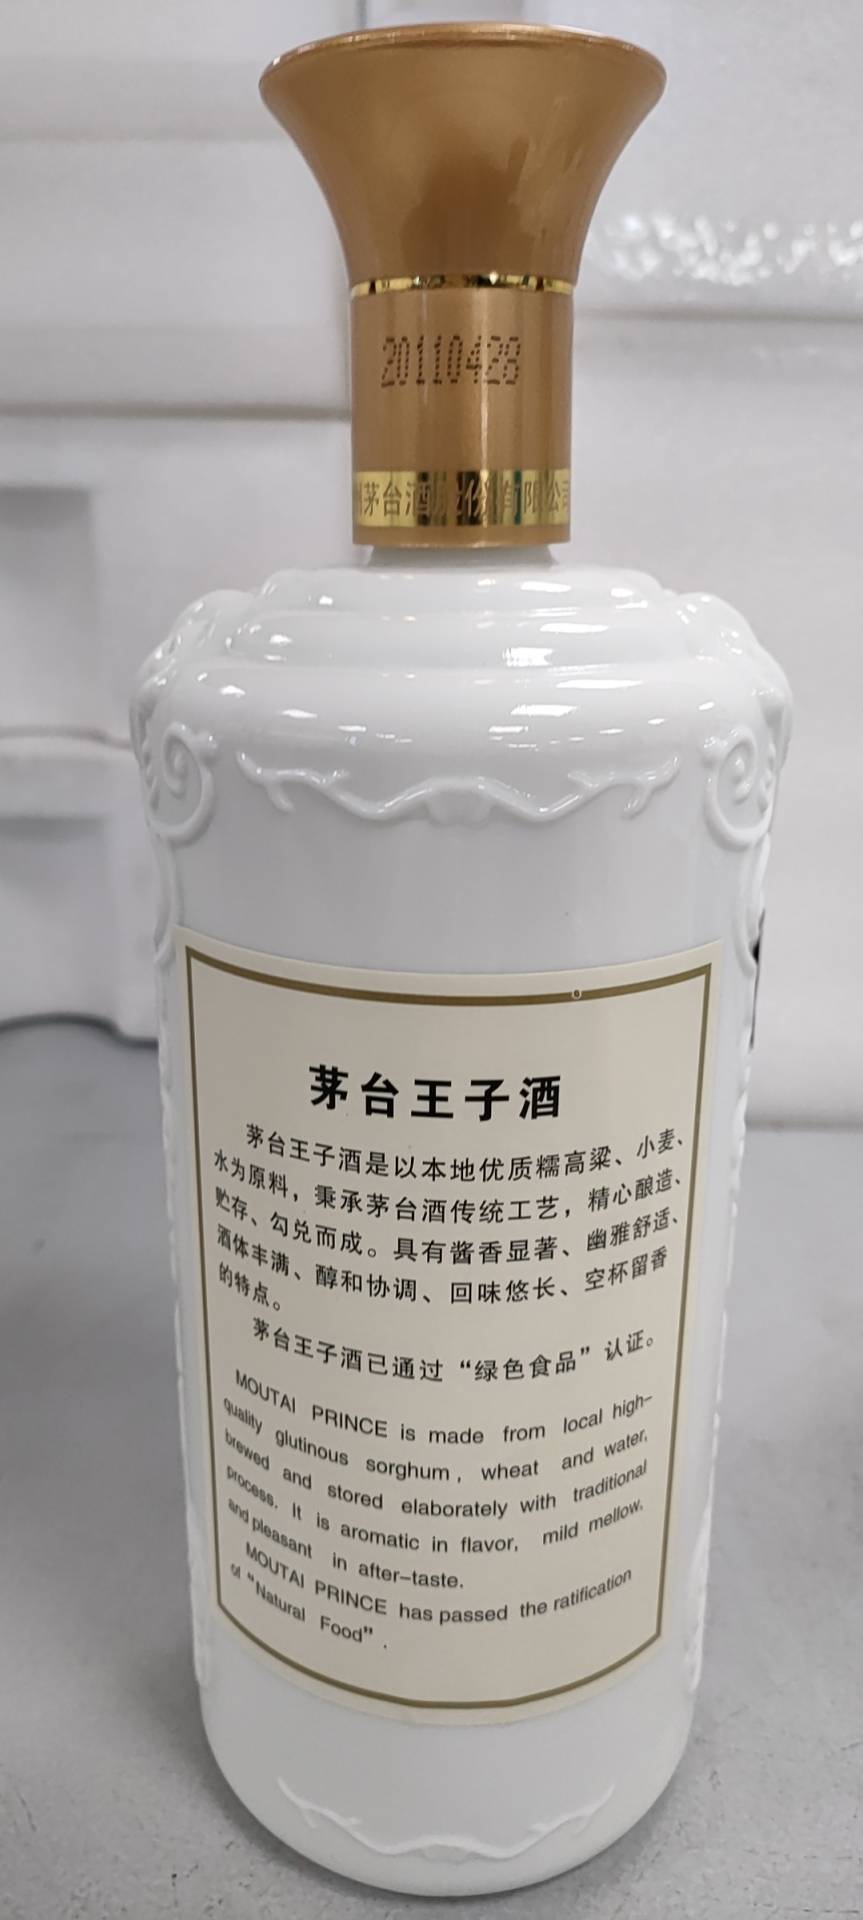 20110428
州茅台酒股份有限公司
茅台王子酒
茅台王子酒是以本地优质糯高粱、小麦、
水为原料，秉承茅台酒传统工艺，精心酿造、
贮存、勾兑而成。具有酱香显著、幽雅舒适、
酒体丰满、醇和协调、回味悠长、空杯留香
的特点。
茅台王子酒已通过“绿色食品”认证。
MOUTAI PRINCE is made from local high-
quality glutinous sorghum, wheat and water,
brewed and stored elaborately with traditional
process. It is aromatic in flavor, mild mellow,
and pleasant in after-taste.
MOUTAI PRINCE has passed the ratification
of "Natural Food".